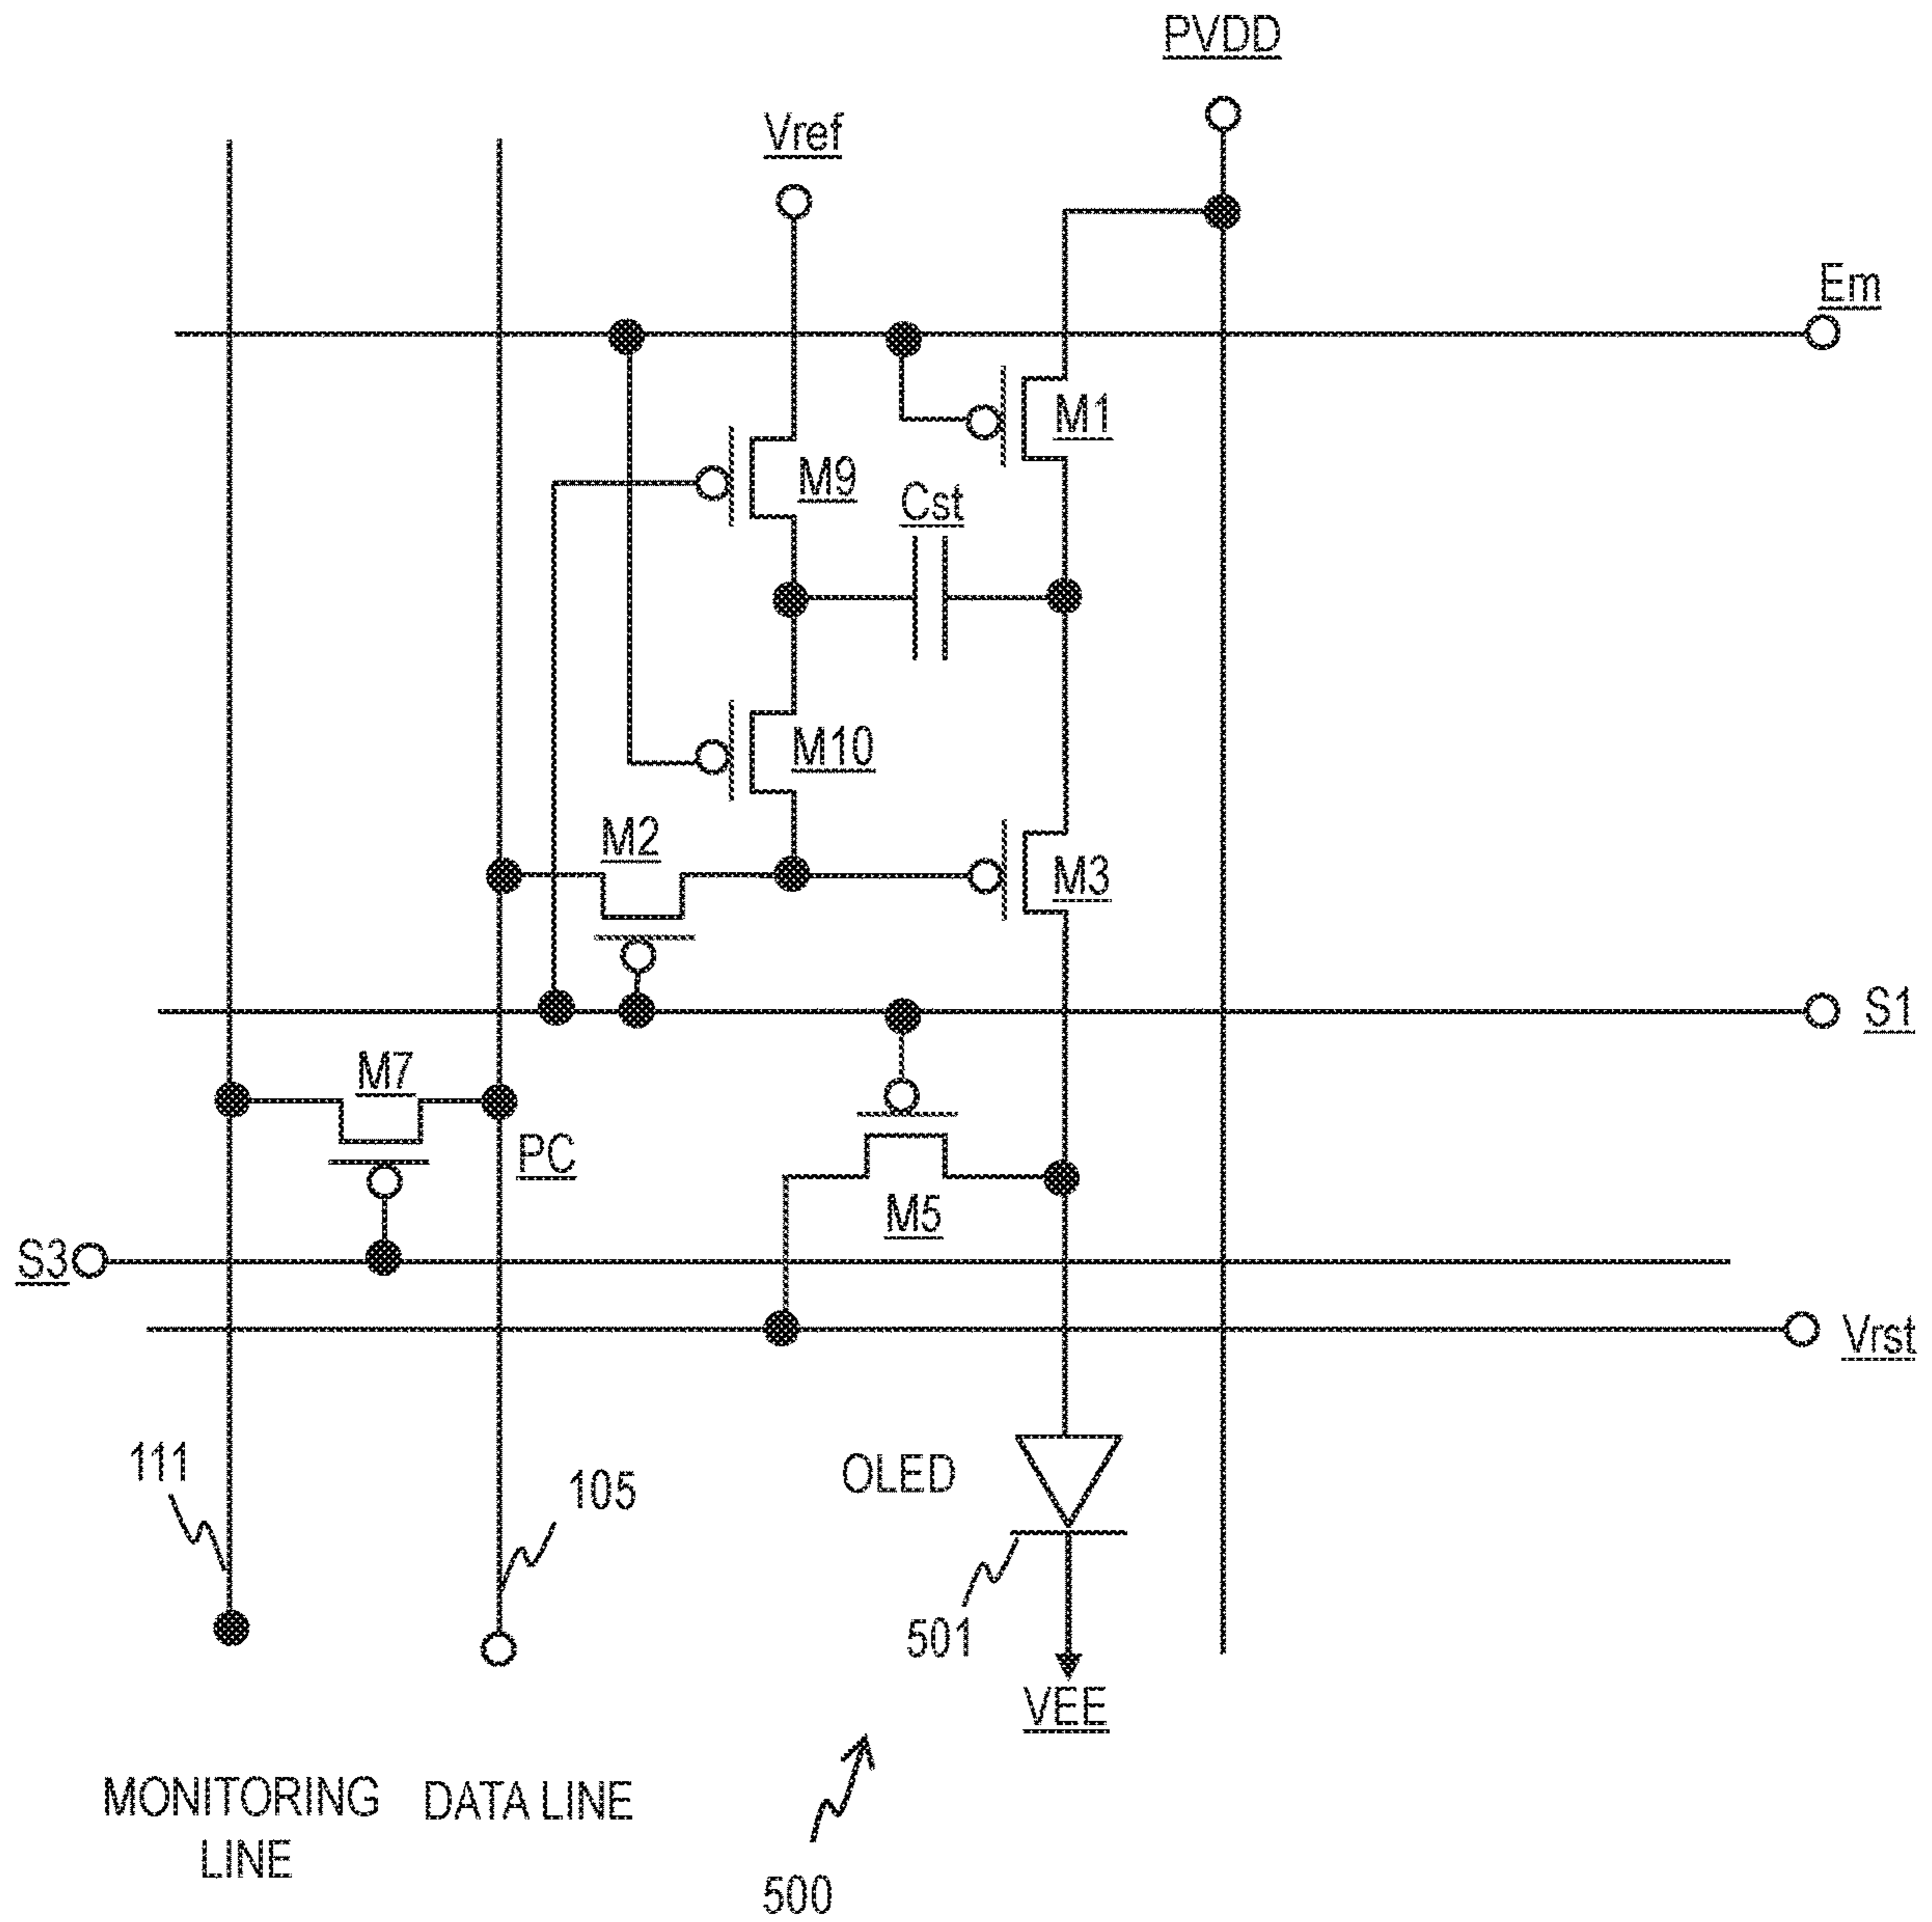 PVDD
Vref
Em
M1
M9
Cst
M10
M2
M3
S1
M7
PC
M5
S3
Vrst
111
105
OLED
501
VEE
MONITORING
LINE
DATA LINE
500